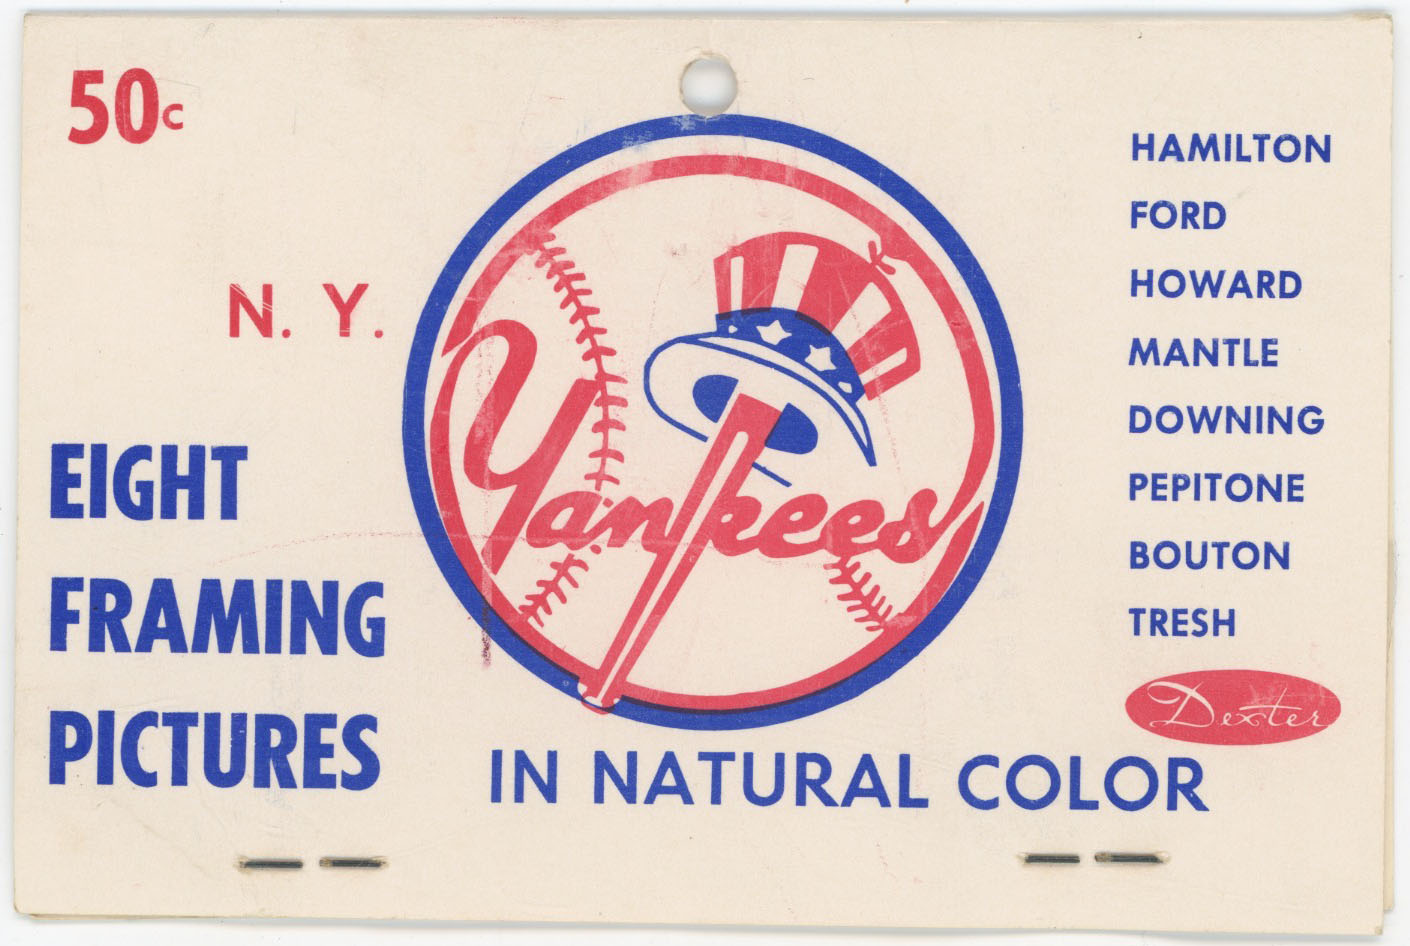 50c
N. Y.
Yankees
EIGHT
FRAMING
PICTURES
IN NATURAL COLOR
HAMILTON
FORD
HOWARD
MANTLE
DOWNING
PEPITONE
BOUTON
TRESH
Dexter